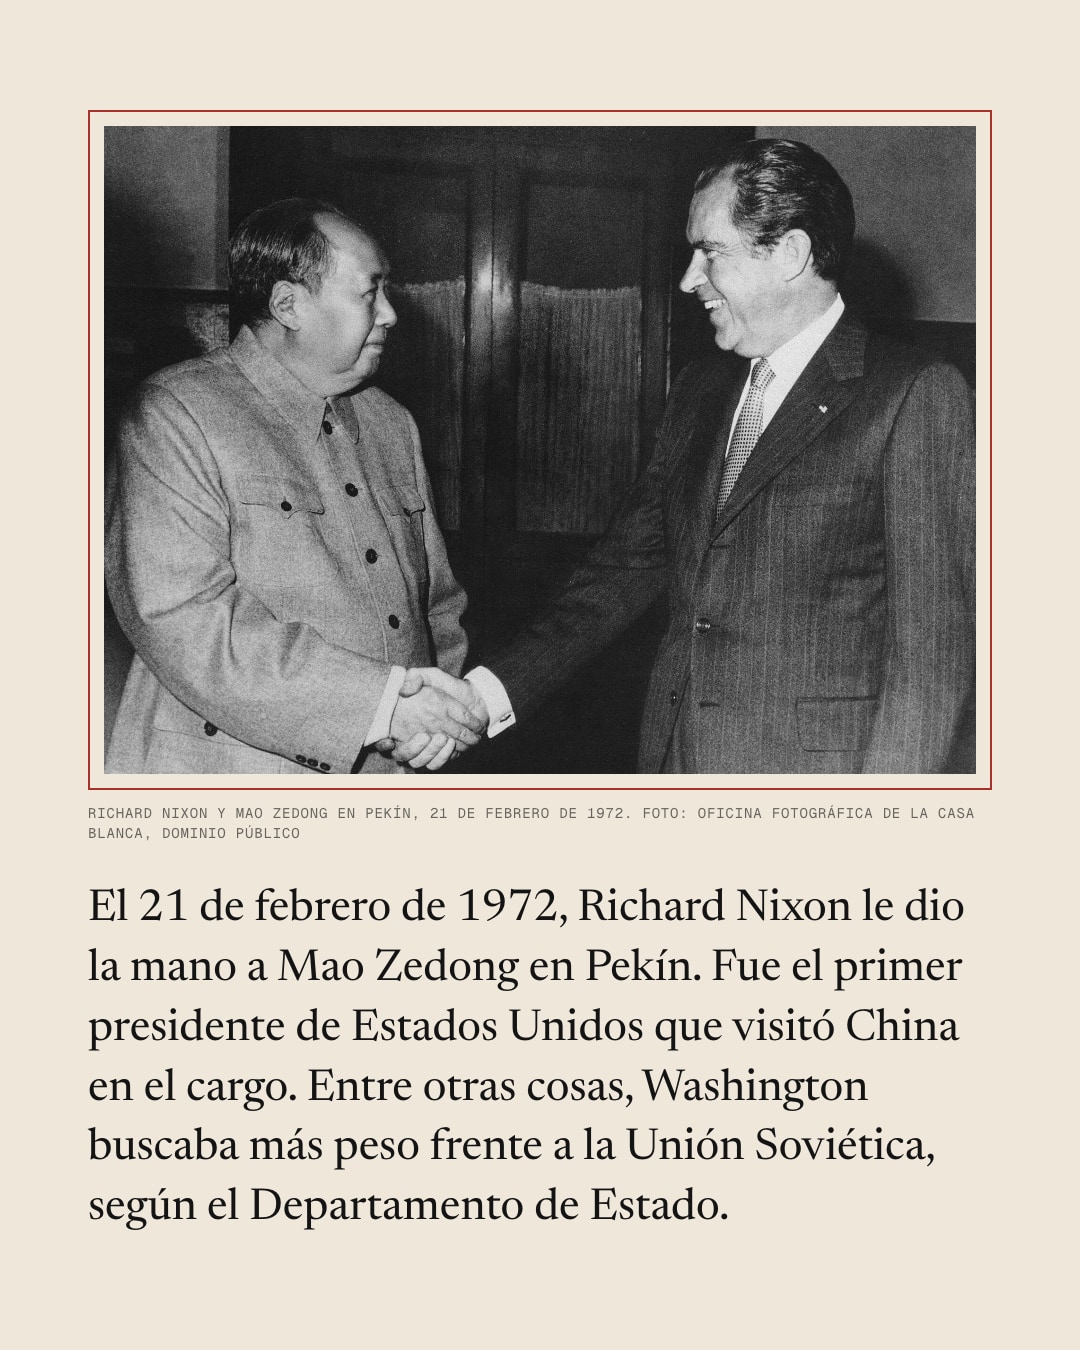 RICHARD NIXON Y MAO ZEDONG EN PEKÍN, 21 DE FEBRERO DE 1972. FOTO: OFICINA FOTOGRÁFICA DE LA CASA
BLANCA, DOMINIO PÚBLICO
El 21 de febrero de 1972, Richard Nixon le dio
la mano a Mao Zedong en Pekín. Fue el primer
presidente de Estados Unidos que visitó China
en el cargo. Entre otras cosas, Washington
buscaba más peso frente a la Unión Soviética,
según el Departamento de Estado.